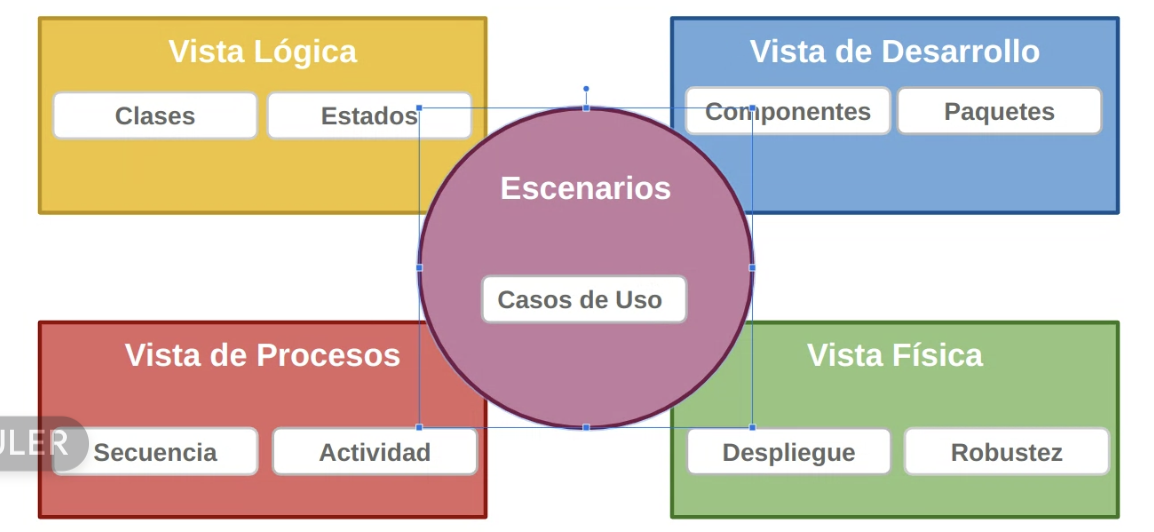 Vista Lógica
Clases
Estados
Vista de Desarrollo
Componentes
Paquetes
Escenarios
Casos de Uso
Vista de Procesos
Secuencia
Actividad
Vista Física
Despliegue
Robustez